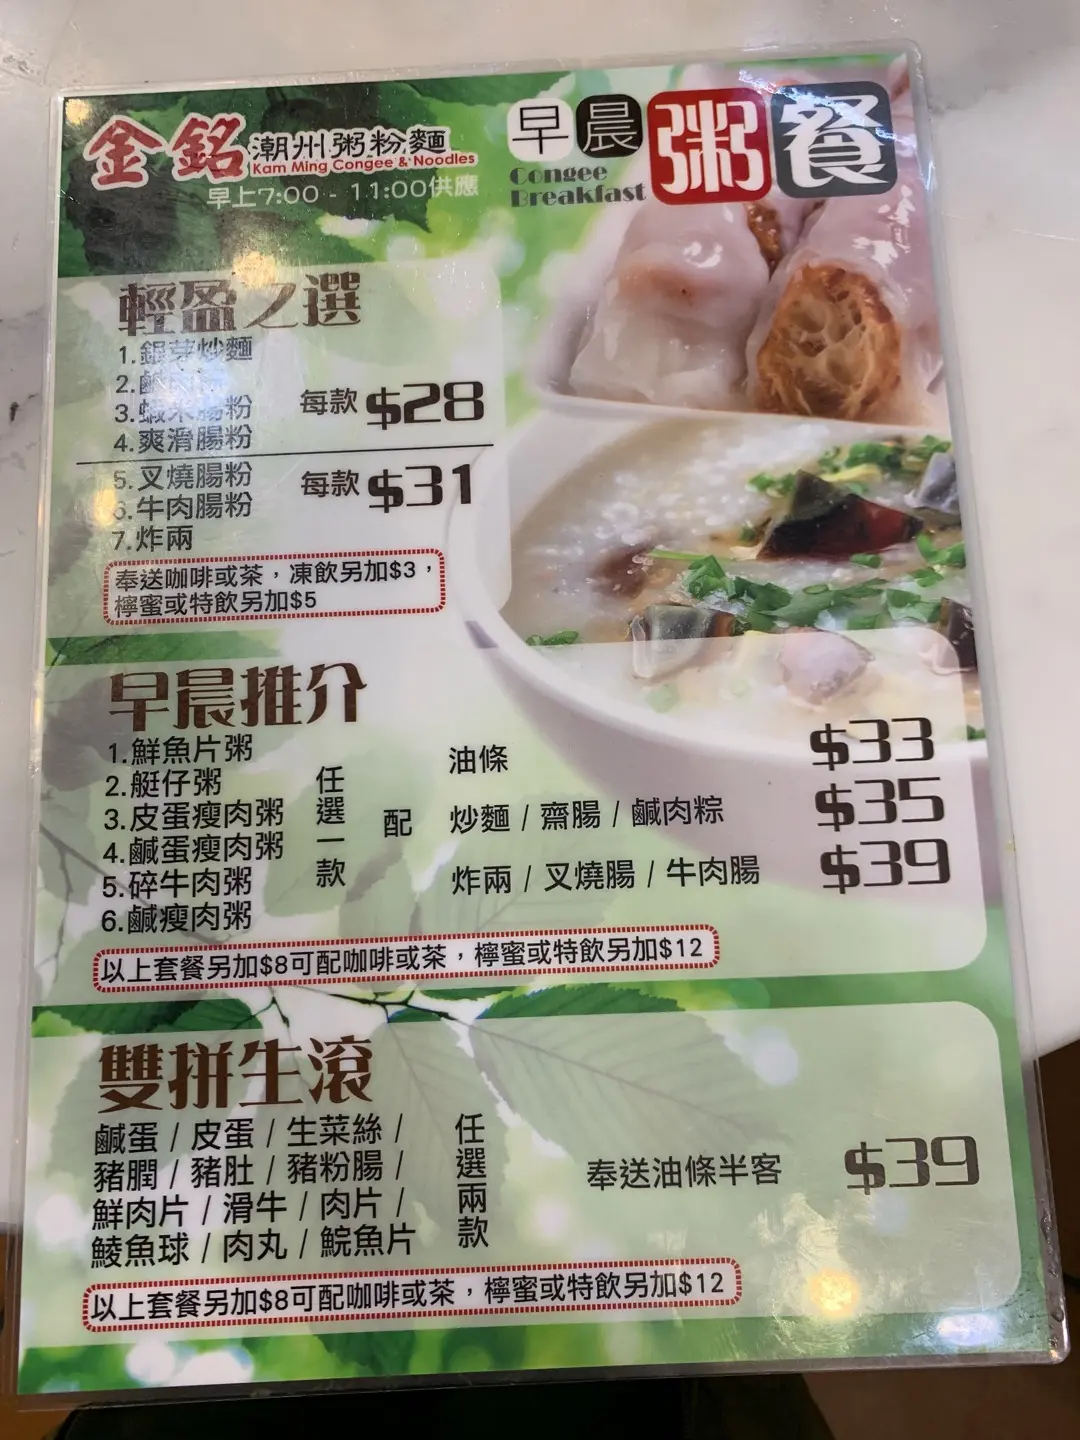 金銘潮州粥粉麵
Kam Ming Congee & Noodles
早上7:00 - 11:00供應
早晨粥餐
Congee
Breakfast
輕盈之選
1.銀芽炒麵
2.鹹
3.蝦米腸粉
4.爽滑腸粉
每款$28
5.叉燒腸粉
6.牛肉腸粉
7.炸兩
每款$31
奉送咖啡或茶，凍飲另加$3，
檸蜜或特飲另加$5
早晨推介
1.鮮魚片粥
2.艇仔粥
3.皮蛋瘦肉粥
4.鹹蛋瘦肉粥
5.碎牛肉粥
6.鹹瘦肉粥
任選一款
配
油條 $33
炒麵 / 齋腸 / 鹹肉粽 $35
炸兩 / 叉燒腸 / 牛肉腸 $39
以上套餐另加$8可配咖啡或茶，檸蜜或特飲另加$12
雙拼生滾
鹹蛋 / 皮蛋 / 生菜絲 /
豬膶 / 豬肚 / 豬粉腸 /
鮮肉片 / 滑牛 / 肉片 /
鯪魚球 / 肉丸 / 鯇魚片
任選兩款
奉送油條半客 $39
以上套餐另加$8可配咖啡或茶，檸蜜或特飲另加$12